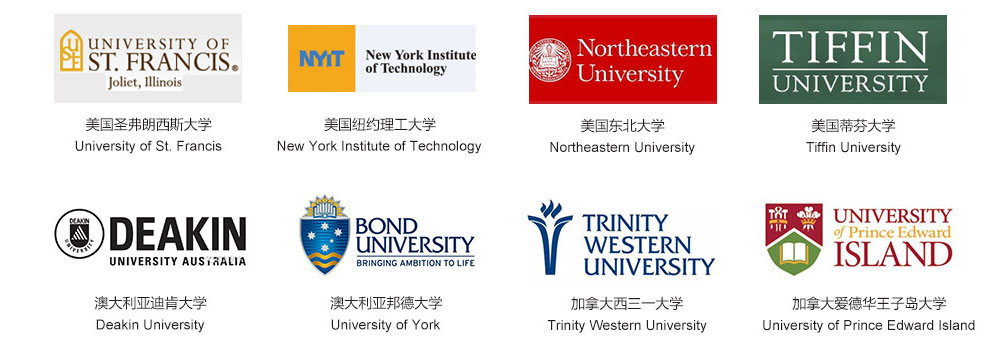 UNIVERSITY OF
ST. FRANCIS®
Joliet, Illinois
美国圣弗朗西斯大学
University of St. Francis
NYiT
New York Institute
of Technology
美国纽约理工大学
New York Institute of Technology
Northeastern
University
美国东北大学
Northeastern University
TIFFIN
UNIVERSITY
美国蒂芬大学
Tiffin University
DEAKIN
UNIVERSITY
DEAKIN
UNIVERSITY AUSTRALIA
澳大利亚迪肯大学
Deakin University
BOND
UNIVERSITY
BRINGING AMBITION TO LIFE
澳大利亚邦德大学
University of York
TRINITY
WESTERN
UNIVERSITY
加拿大西三一大学
Trinity Western University
UNIVERSITY
of Prince Edward
ISLAND
加拿大爱德华王子岛大学
University of Prince Edward Island